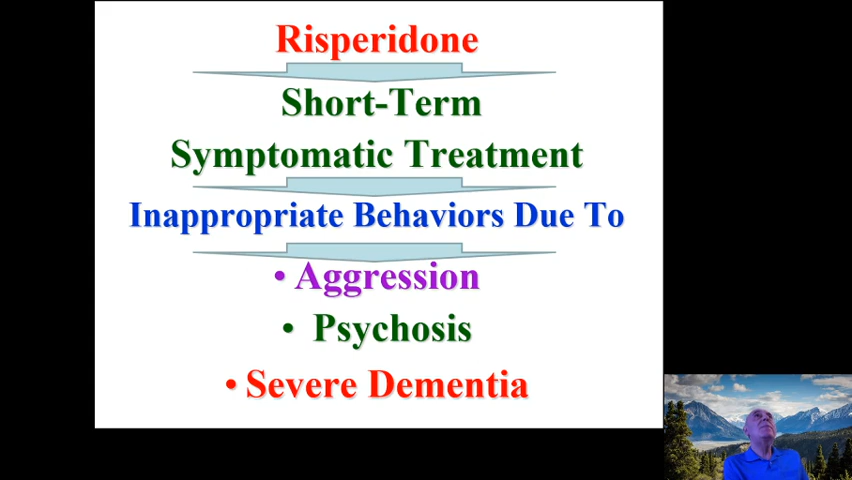 Risperidone
Short-Term
Symptomatic Treatment
Inappropriate Behaviors Due To
• Aggression
• Psychosis
• Severe Dementia